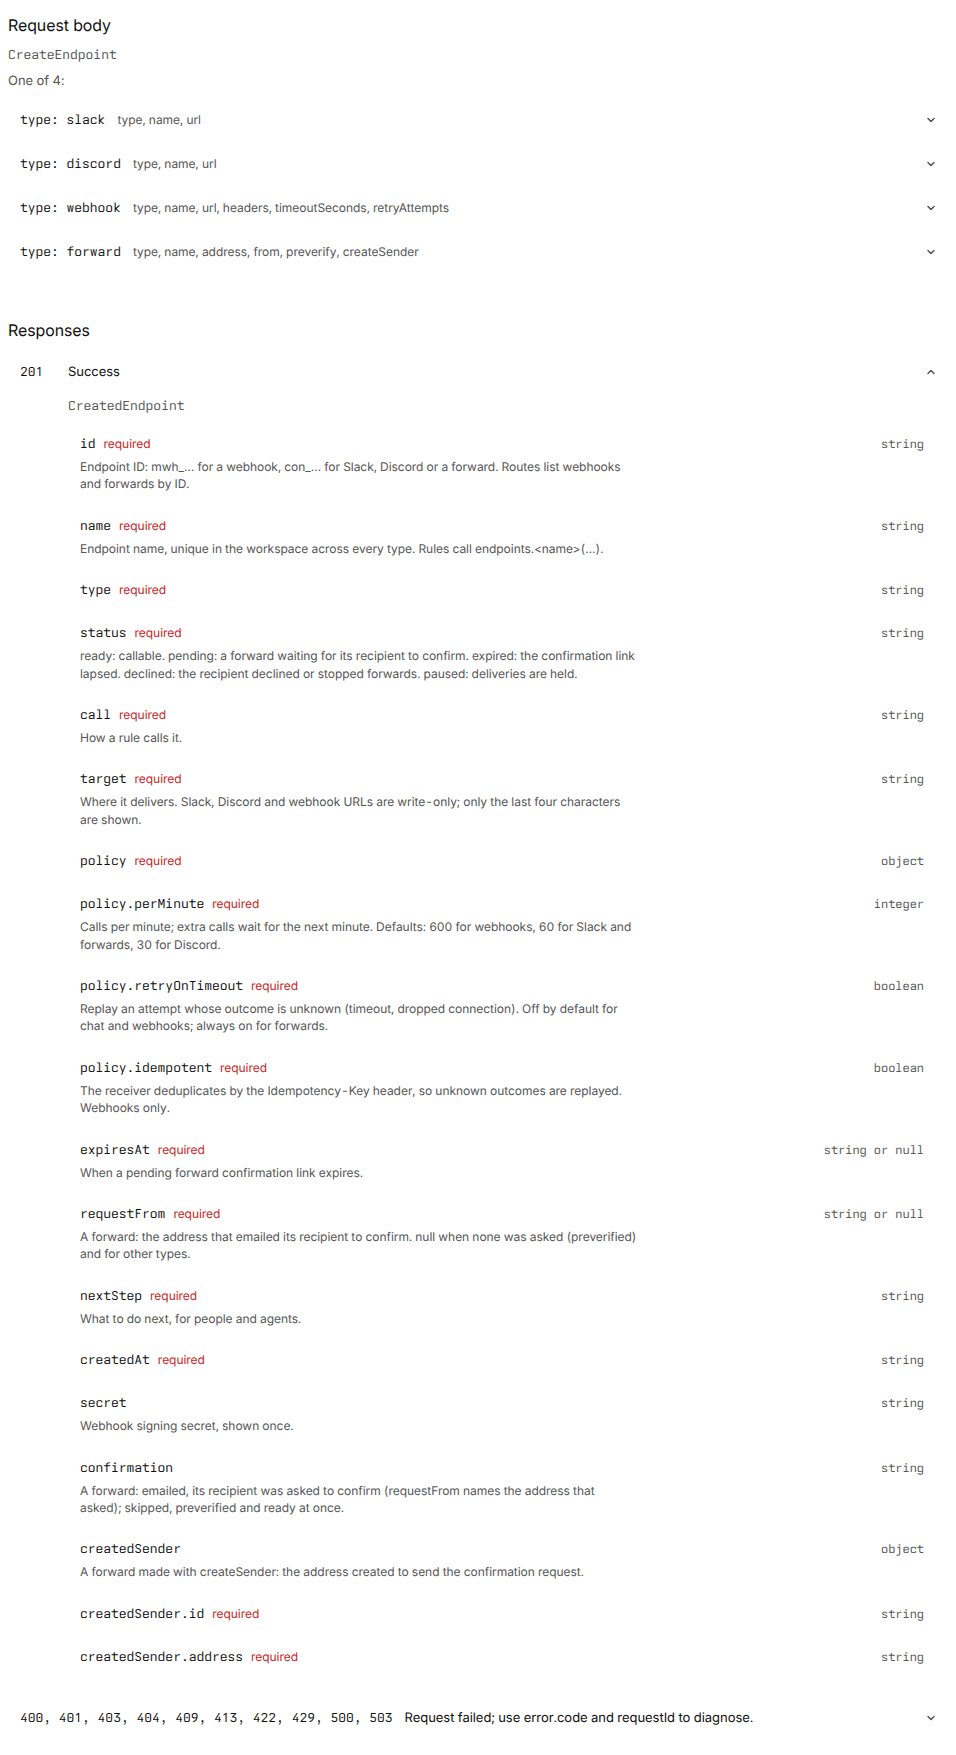 Request body
CreateEndpoint
One of 4:
type: slack type, name, url
type: discord type, name, url
type: webhook type, name, url, headers, timeoutSeconds, retryAttempts
type: forward type, name, address, from, preverify, createSender
Responses
201 Success
CreatedEndpoint
id required string
Endpoint ID: mwh_... for a webhook, con_... for Slack, Discord or a forward. Routes list webhooks
and forwards by ID.
name required string
Endpoint name, unique in the workspace across every type. Rules call endpoints.<name>(...).
type required string
status required string
ready: callable. pending: a forward waiting for its recipient to confirm. expired: the confirmation link
lapsed. declined: the recipient declined or stopped forwards. paused: deliveries are held.
call required string
How a rule calls it.
target required string
Where it delivers. Slack, Discord and webhook URLs are write-only; only the last four characters
are shown.
policy required object
policy.perMinute required integer
Calls per minute; extra calls wait for the next minute. Defaults: 600 for webhooks, 60 for Slack and
forwards, 30 for Discord.
policy.retryOnTimeout required boolean
Replay an attempt whose outcome is unknown (timeout, dropped connection). Off by default for
chat and webhooks; always on for forwards.
policy.idempotent required boolean
The receiver deduplicates by the Idempotency-Key header, so unknown outcomes are replayed.
Webhooks only.
expiresAt required string or null
When a pending forward confirmation link expires.
requestFrom required string or null
A forward: the address that emailed its recipient to confirm. null when none was asked (preverified)
and for other types.
nextStep required string
What to do next, for people and agents.
createdAt required string
secret string
Webhook signing secret, shown once.
confirmation string
A forward: emailed, its recipient was asked to confirm (requestFrom names the address that
asked); skipped, preverified and ready at once.
createdSender object
A forward made with createSender: the address created to send the confirmation request.
createdSender.id required string
createdSender.address required string
400, 401, 403, 404, 409, 413, 422, 429, 500, 503 Request failed; use error.code and requestId to diagnose.